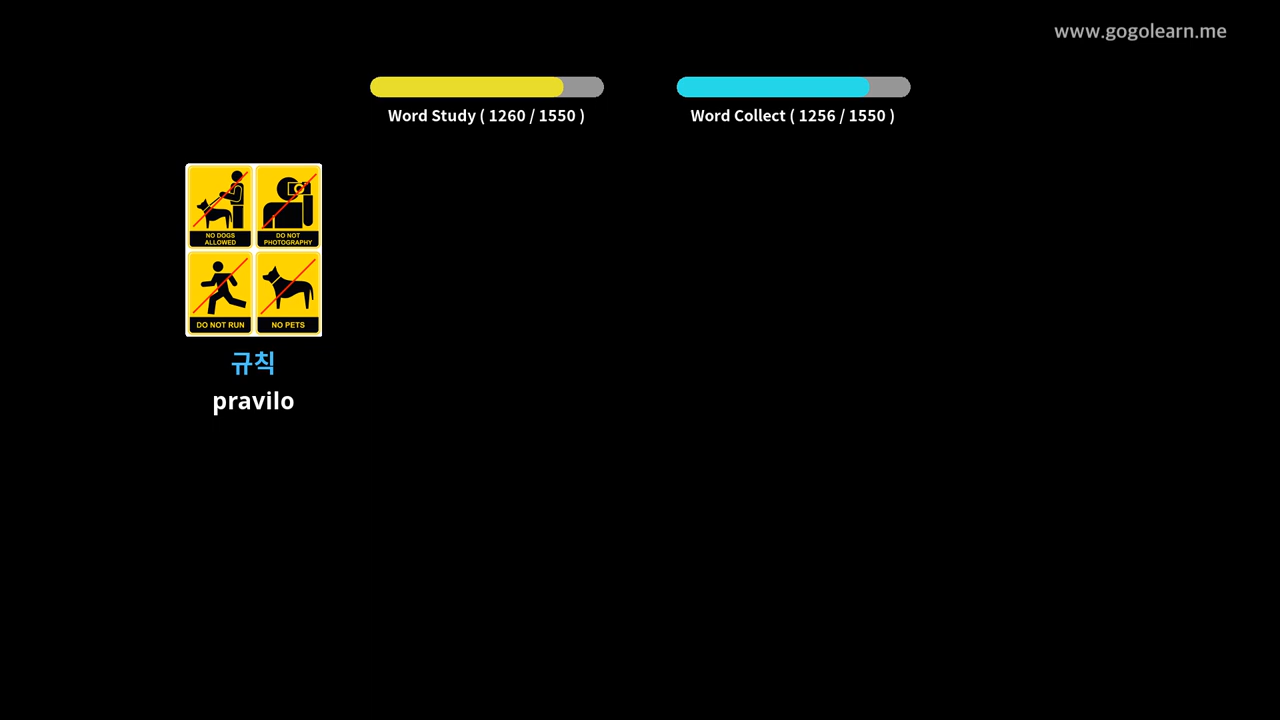 www.gogolearn.me
Word Study ( 1260 / 1550 )
Word Collect ( 1256 / 1550 )
NO DOGS
ALLOWED
DO NOT
PHOTOGRAPHY
DO NOT RUN
NO PETS
규칙
pravilo